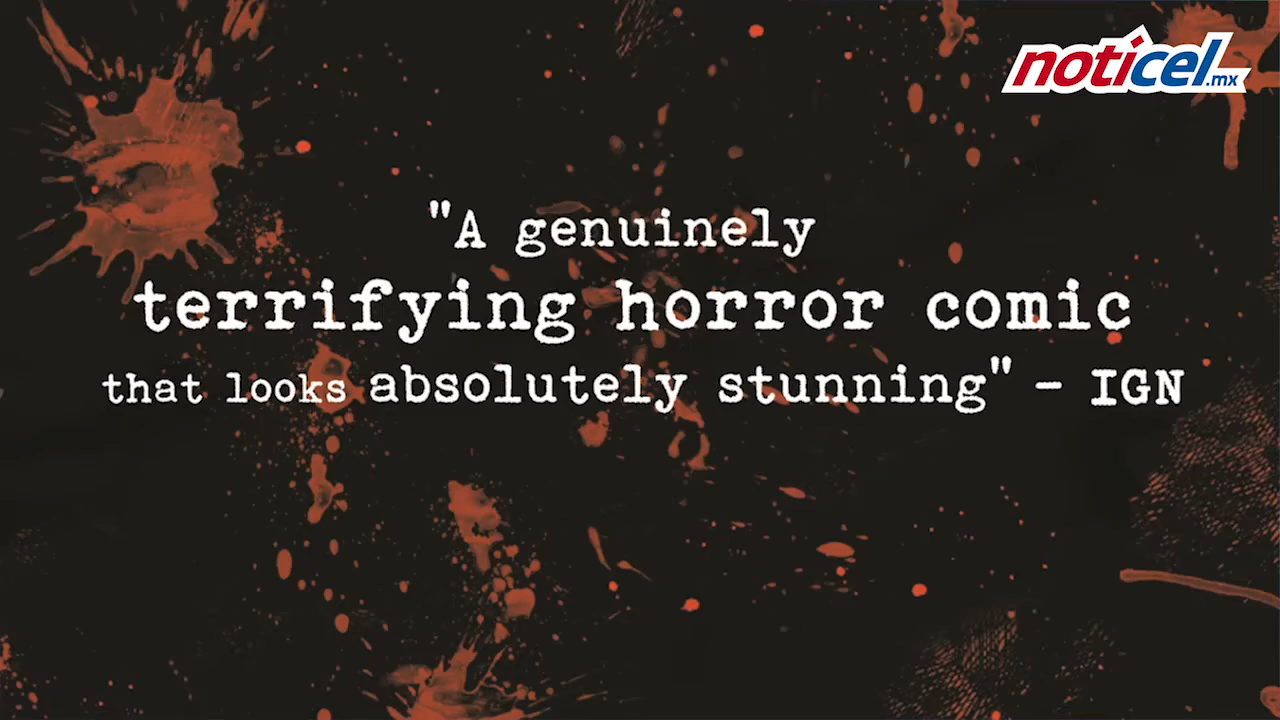 noticel.mx
"A genuinely
terrifying horror comic
that looks absolutely stunning" - IGN